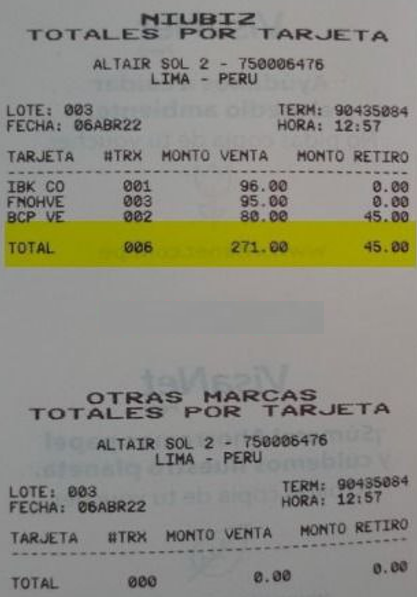 NIUBIZ
TOTALES POR TARJETA
ALTAIR SOL 2 - 750006476
LIMA - PERU
LOTE: 003 TERM: 90435084
FECHA: 06ABR22 HORA: 12:57
TARJETA #TRX MONTO VENTA MONTO RETIRO
IBK CO 001 96.00 0.00
FNOHVE 003 95.00 0.00
BCP VE 002 80.00 45.00
TOTAL 006 271.00 45.00
VisaNet
OTRAS MARCAS
TOTALES POR TARJETA
ALTAIR SOL 2 - 750006476
LIMA - PERU
LOTE: 003 TERM: 90435084
FECHA: 06ABR22 HORA: 12:57
TARJETA #TRX MONTO VENTA MONTO RETIRO
TOTAL 000 0.00 0.00